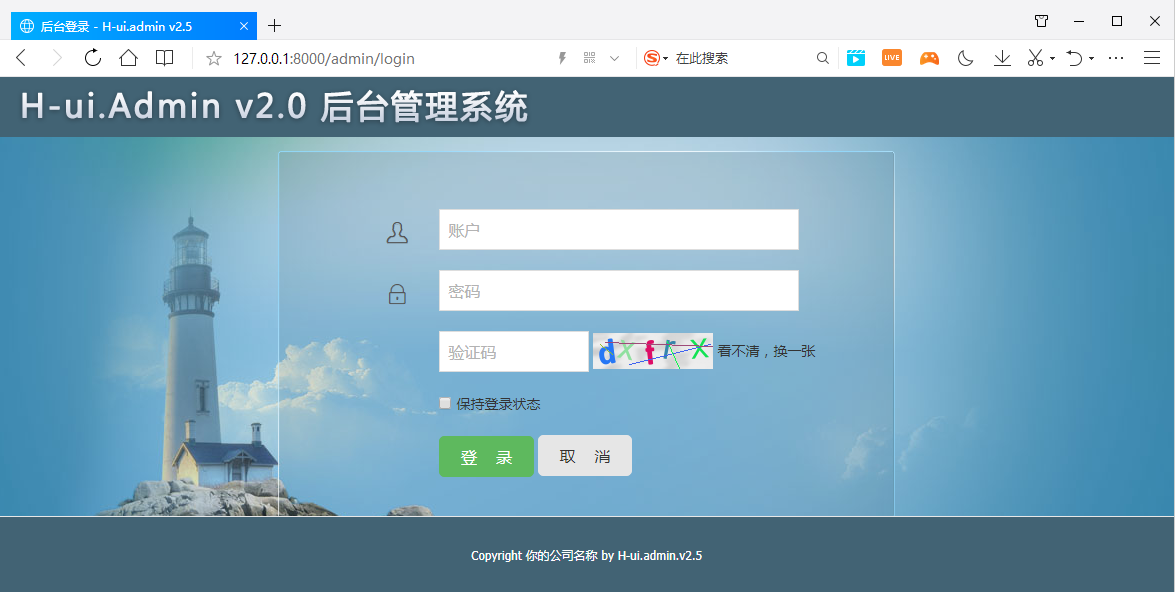 后台登录 - H-ui.admin v2.5
127.0.0.1:8000/admin/login
在此搜索
LIVE
H-ui.Admin v2.0 后台管理系统
账户
密码
验证码 dxfrX 看不清，换一张
保持登录状态
登 录 取 消
Copyright 你的公司名称 by H-ui.admin.v2.5